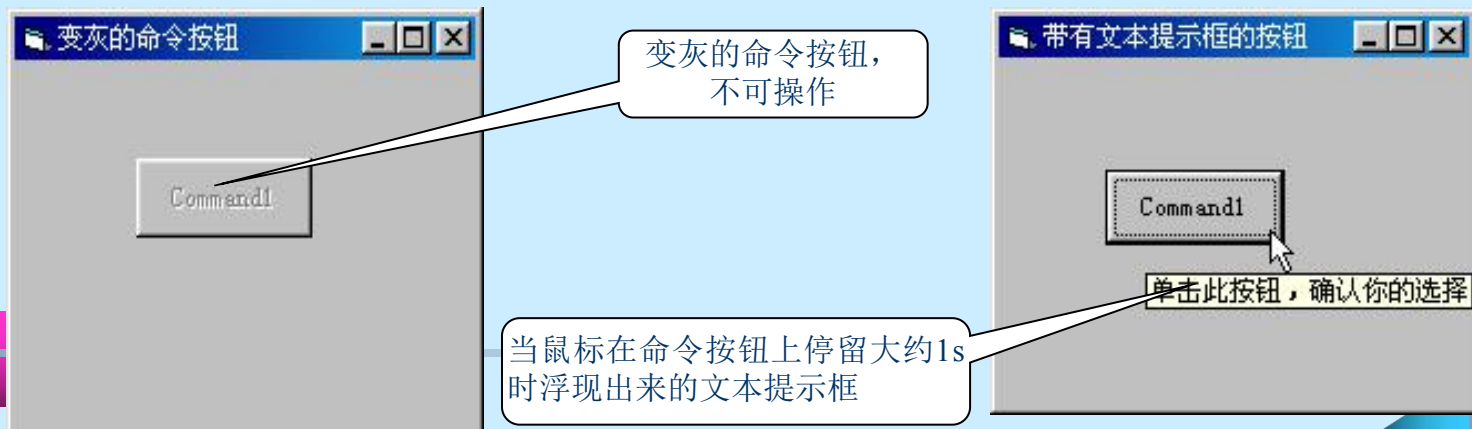 变灰的命令按钮
Command1
变灰的命令按钮，
不可操作
带有文本提示框的按钮
Command1
单击此按钮，确认你的选择
当鼠标在命令按钮上停留大约1s
时浮现出来的文本提示框